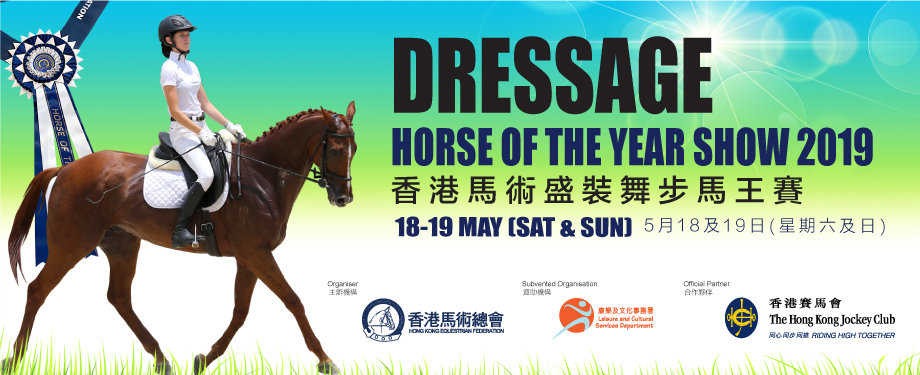 ATION
HORSE OF T
DRESSAGE
HORSE OF THE YEAR SHOW 2019
香港馬術盛裝舞步馬王賽
18-19 MAY (SAT & SUN) 5月18及19日(星期六及日)
Organiser
主辦機構
香港馬術總會
HONG KONG EQUESTRIAN FEDERATION
Subvented Organisation
資助機構
康樂及文化事務署
Leisure and Cultural
Services Department
Official Partner
合作夥伴
香港賽馬會
The Hong Kong Jockey Club
同心同步同進 RIDING HIGH TOGETHER